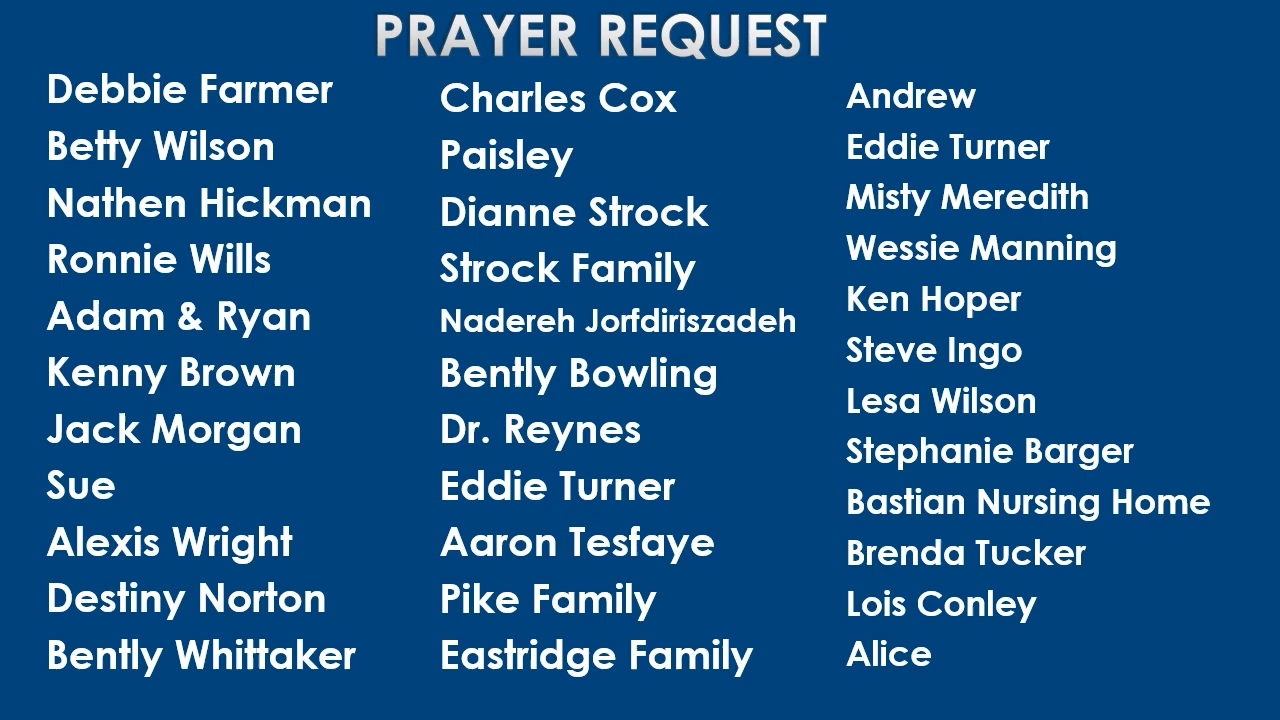 PRAYER REQUEST
Debbie Farmer
Betty Wilson
Nathen Hickman
Ronnie Wills
Adam & Ryan
Kenny Brown
Jack Morgan
Sue
Alexis Wright
Destiny Norton
Bently Whittaker
Charles Cox
Paisley
Dianne Strock
Strock Family
Nadereh Jorfdiriszadeh
Bently Bowling
Dr. Reynes
Eddie Turner
Aaron Tesfaye
Pike Family
Eastridge Family
Andrew
Eddie Turner
Misty Meredith
Wessie Manning
Ken Hoper
Steve Ingo
Lesa Wilson
Stephanie Barger
Bastian Nursing Home
Brenda Tucker
Lois Conley
Alice